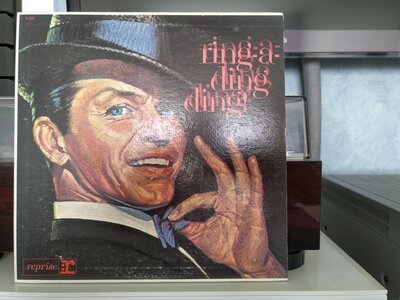 ring-a-
ding
ding!
reprise:
r: